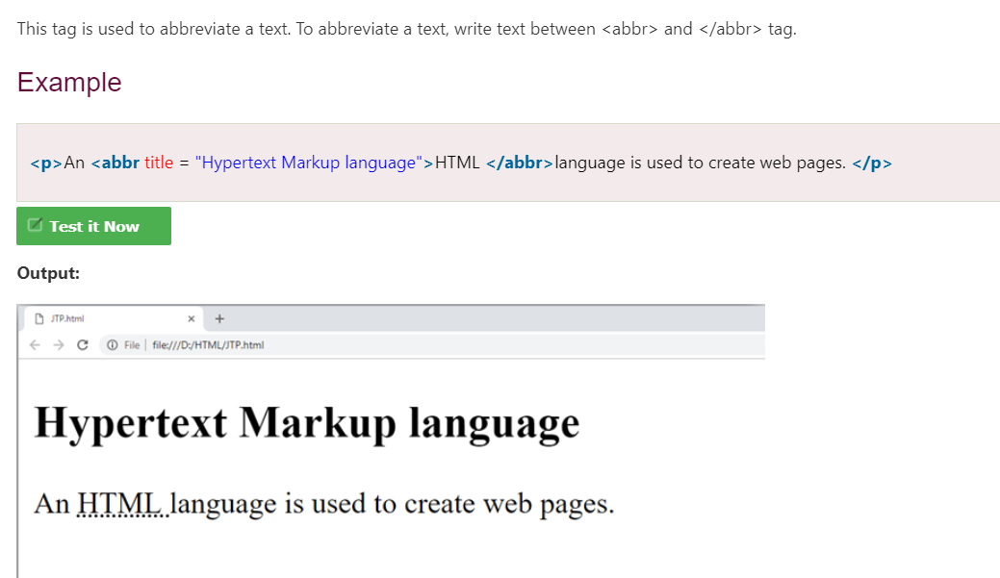 This tag is used to abbreviate a text. To abbreviate a text, write text between <abbr> and </abbr> tag.
Example
<p>An <abbr title = "Hypertext Markup language">HTML </abbr>language is used to create web pages. </p>
Test it Now
Output:
JTP.html
File | file:///D:/HTML/JTP.html
Hypertext Markup language
An HTML language is used to create web pages.